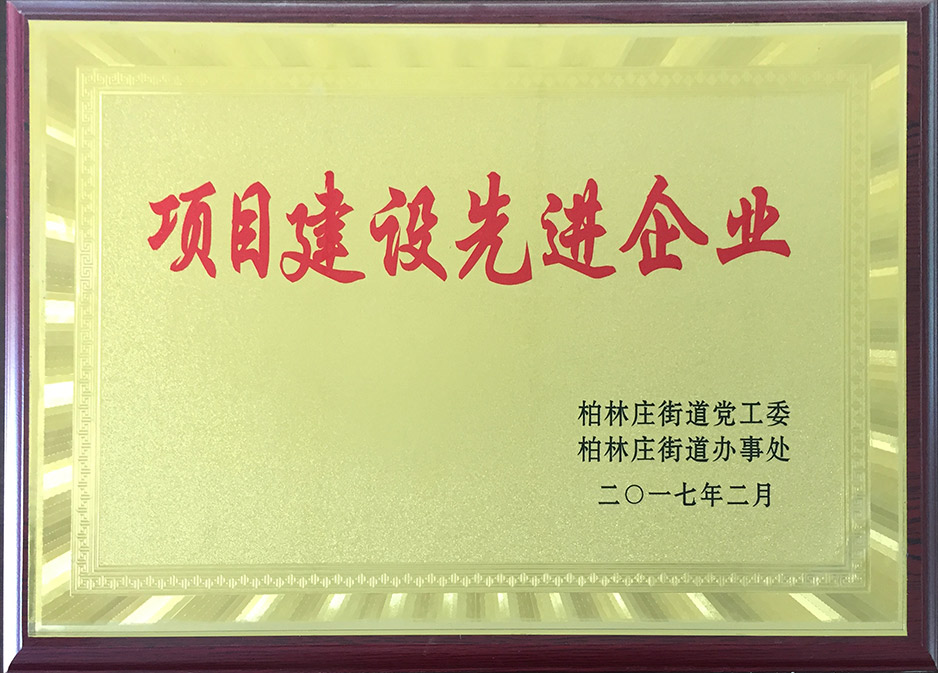 项目建设先进企业
柏林庄街道党工委
柏林庄街道办事处
二〇一七年二月